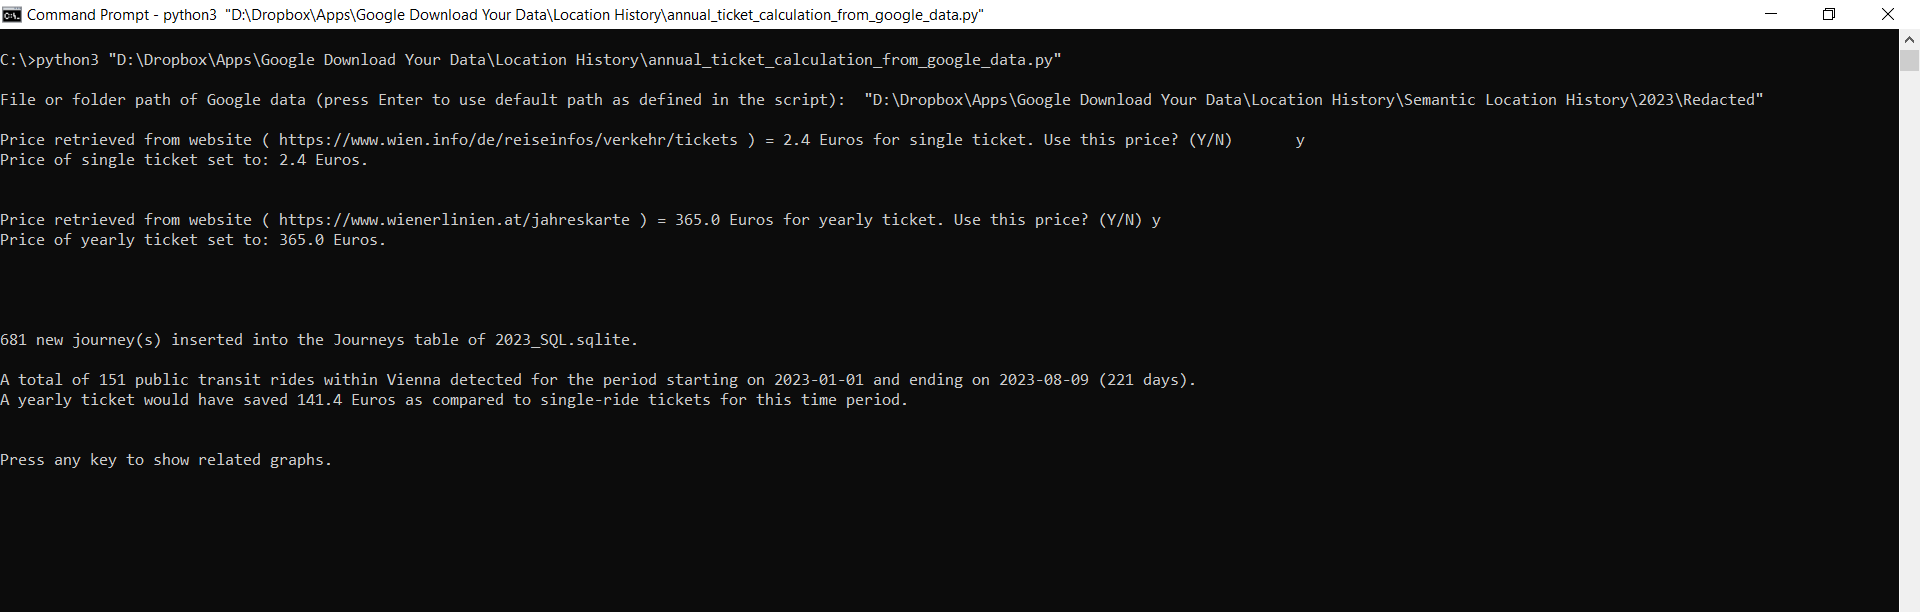 Command Prompt - python3 "D:\Dropbox\Apps\Google Download Your Data\Location History\annual_ticket_calculation_from_google_data.py"
C:\>python3 "D:\Dropbox\Apps\Google Download Your Data\Location History\annual_ticket_calculation_from_google_data.py"
File or folder path of Google data (press Enter to use default path as defined in the script):  "D:\Dropbox\Apps\Google Download Your Data\Location History\Semantic Location History\2023\Redacted"
Price retrieved from website ( https://www.wien.info/de/reiseinfos/verkehr/tickets ) = 2.4 Euros for single ticket. Use this price? (Y/N)       y
Price of single ticket set to: 2.4 Euros.
Price retrieved from website ( https://www.wienerlinien.at/jahreskarte ) = 365.0 Euros for yearly ticket. Use this price? (Y/N) y
Price of yearly ticket set to: 365.0 Euros.
681 new journey(s) inserted into the Journeys table of 2023_SQL.sqlite.
A total of 151 public transit rides within Vienna detected for the period starting on 2023-01-01 and ending on 2023-08-09 (221 days).
A yearly ticket would have saved 141.4 Euros as compared to single-ride tickets for this time period.
Press any key to show related graphs.